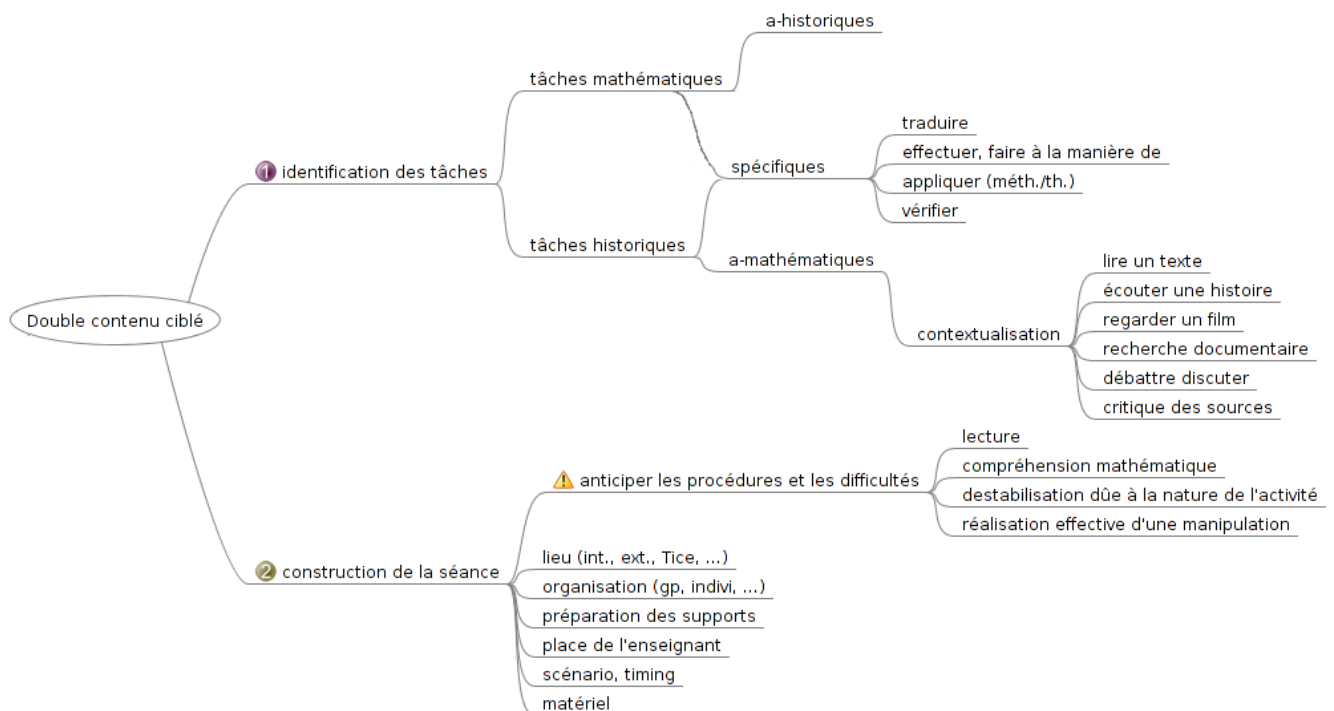 a-historiques
tâches mathématiques
traduire
effectuer, faire à la manière de
1 identification des tâches
spécifiques
appliquer (méth./th.)
vérifier
tâches historiques
a-mathématiques
lire un texte
écouter une histoire
Double contenu ciblé
regarder un film
contextualisation
recherche documentaire
débattre discuter
critique des sources
lecture
compréhension mathématique
anticiper les procédures et les difficultés
destabilisation dûe à la nature de l'activité
réalisation effective d'une manipulation
lieu (int., ext., Tice, ...)
2 construction de la séance
organisation (gp, indivi, ...)
préparation des supports
place de l'enseignant
scénario, timing
matériel